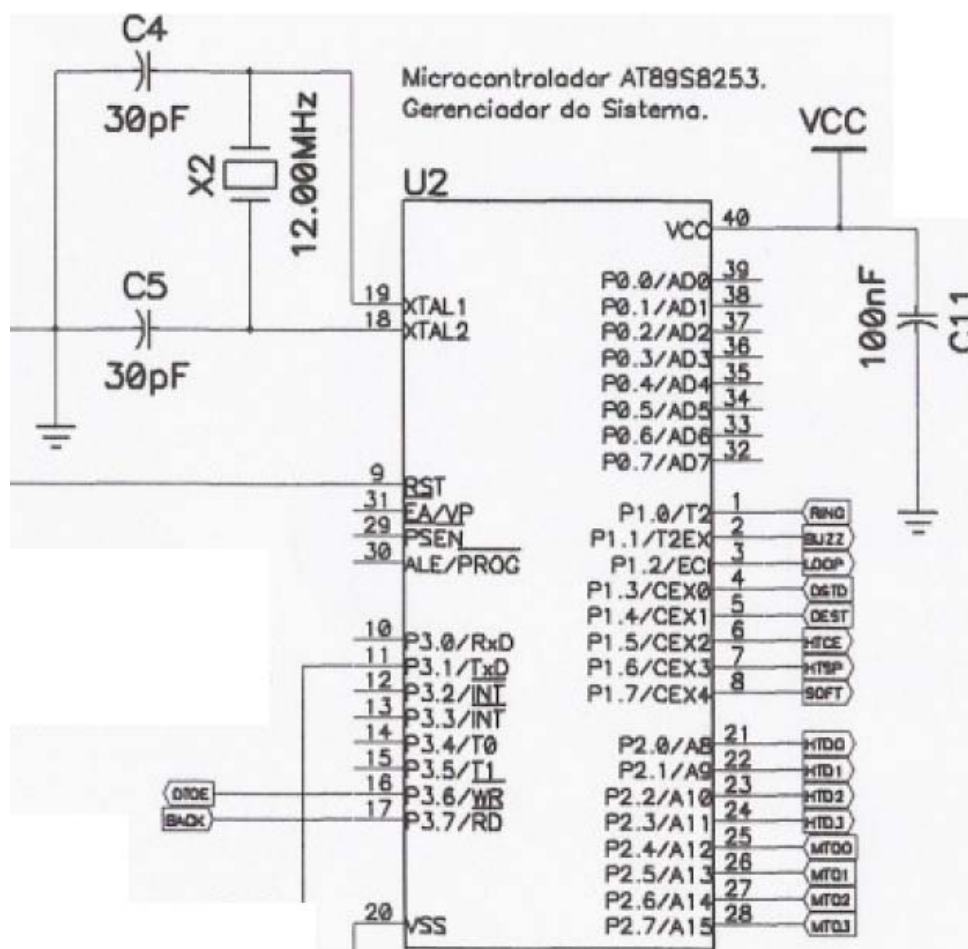 C4
30pF
X2
12.00MHz
C5
30pF
Microcontrolador AT89S8253.
Gerenciador do Sistema.
VCC
U2
VCC 40
100nF
C11
19 XTAL1
18 XTAL2
9 RST
31 EA/VP
29 PSEN
30 ALE/PROG
10 P3.0/RxD
11 P3.1/TxD
12 P3.2/INT
13 P3.3/INT
14 P3.4/T0
15 P3.5/T1
16 P3.6/WR
17 P3.7/RD
BACK
20 VSS
P0.0/AD0 39
P0.1/AD1 38
P0.2/AD2 37
P0.3/AD3 36
P0.4/AD4 35
P0.5/AD5 34
P0.6/AD6 33
P0.7/AD7 32
P1.0/T2 1 RING
P1.1/T2EX 2 BUZZ
P1.2/ECI 3 LOOP
P1.3/CEX0 4 DSTD
P1.4/CEX1 5 DEST
P1.5/CEX2 6 HTCE
P1.6/CEX3 7 HTSP
P1.7/CEX4 8 SOFT
P2.0/A8 21 HTD0
P2.1/A9 22 HTD1
P2.2/A10 23 HTD2
P2.3/A11 24 HTD3
P2.4/A12 25
P2.5/A13 26
P2.6/A14 27
P2.7/A15 28